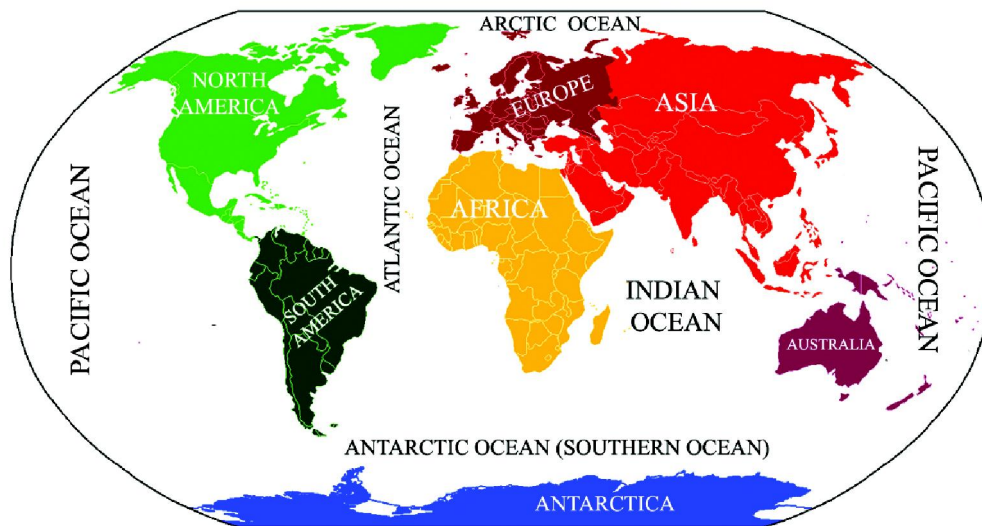 ARCTIC OCEAN
NORTH
AMERICA
EUROPE
ASIA
PACIFIC OCEAN
ATLANTIC OCEAN
AFRICA
PACIFIC OCEAN
SOUTH
AMERICA
INDIAN
OCEAN
AUSTRALIA
ANTARCTIC OCEAN (SOUTHERN OCEAN)
ANTARCTICA